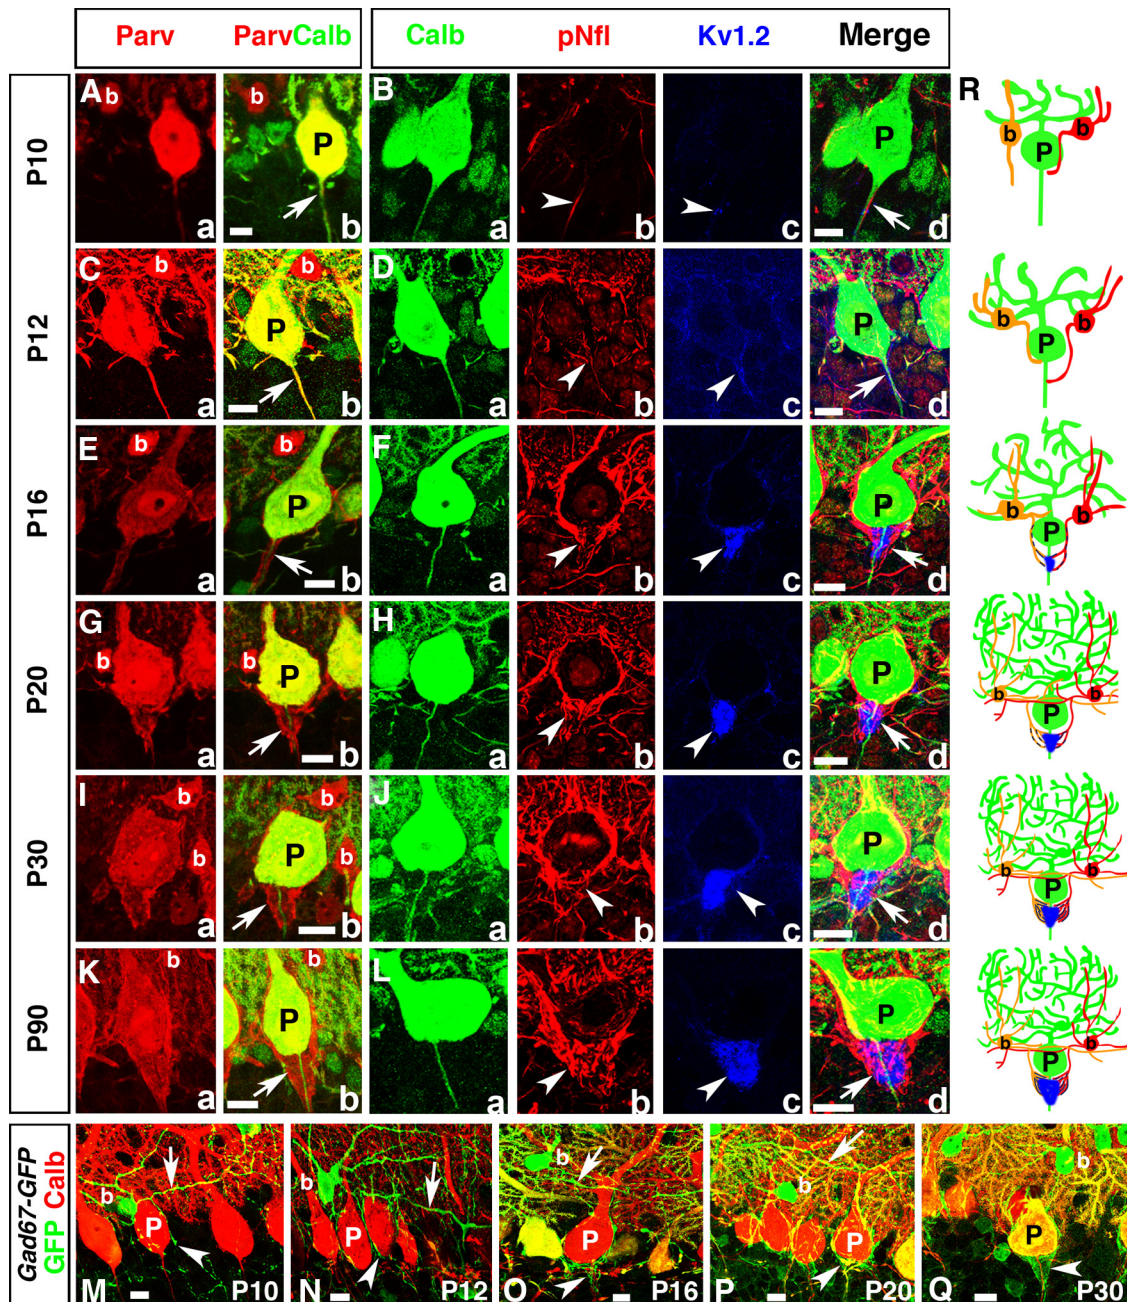 Parv ParvCalb Calb pNfl Kv1.2 Merge
P10
A b b P a b
B a b c P d
R b P b
P12
C b b P a b
D a b c P d
b P b
P16
E b b P a b
F a b c P d
b P b
P20
G b b P a b
H a b c P d
b P b
P30
I b b b b P a b
J a b c P d
b P b
P90
K b b P a b
L a b c P d
b P b
Gad67-GFP
GFP Calb
b P M P10
b P N P12
b P O P16
b P P P20
b P Q P30